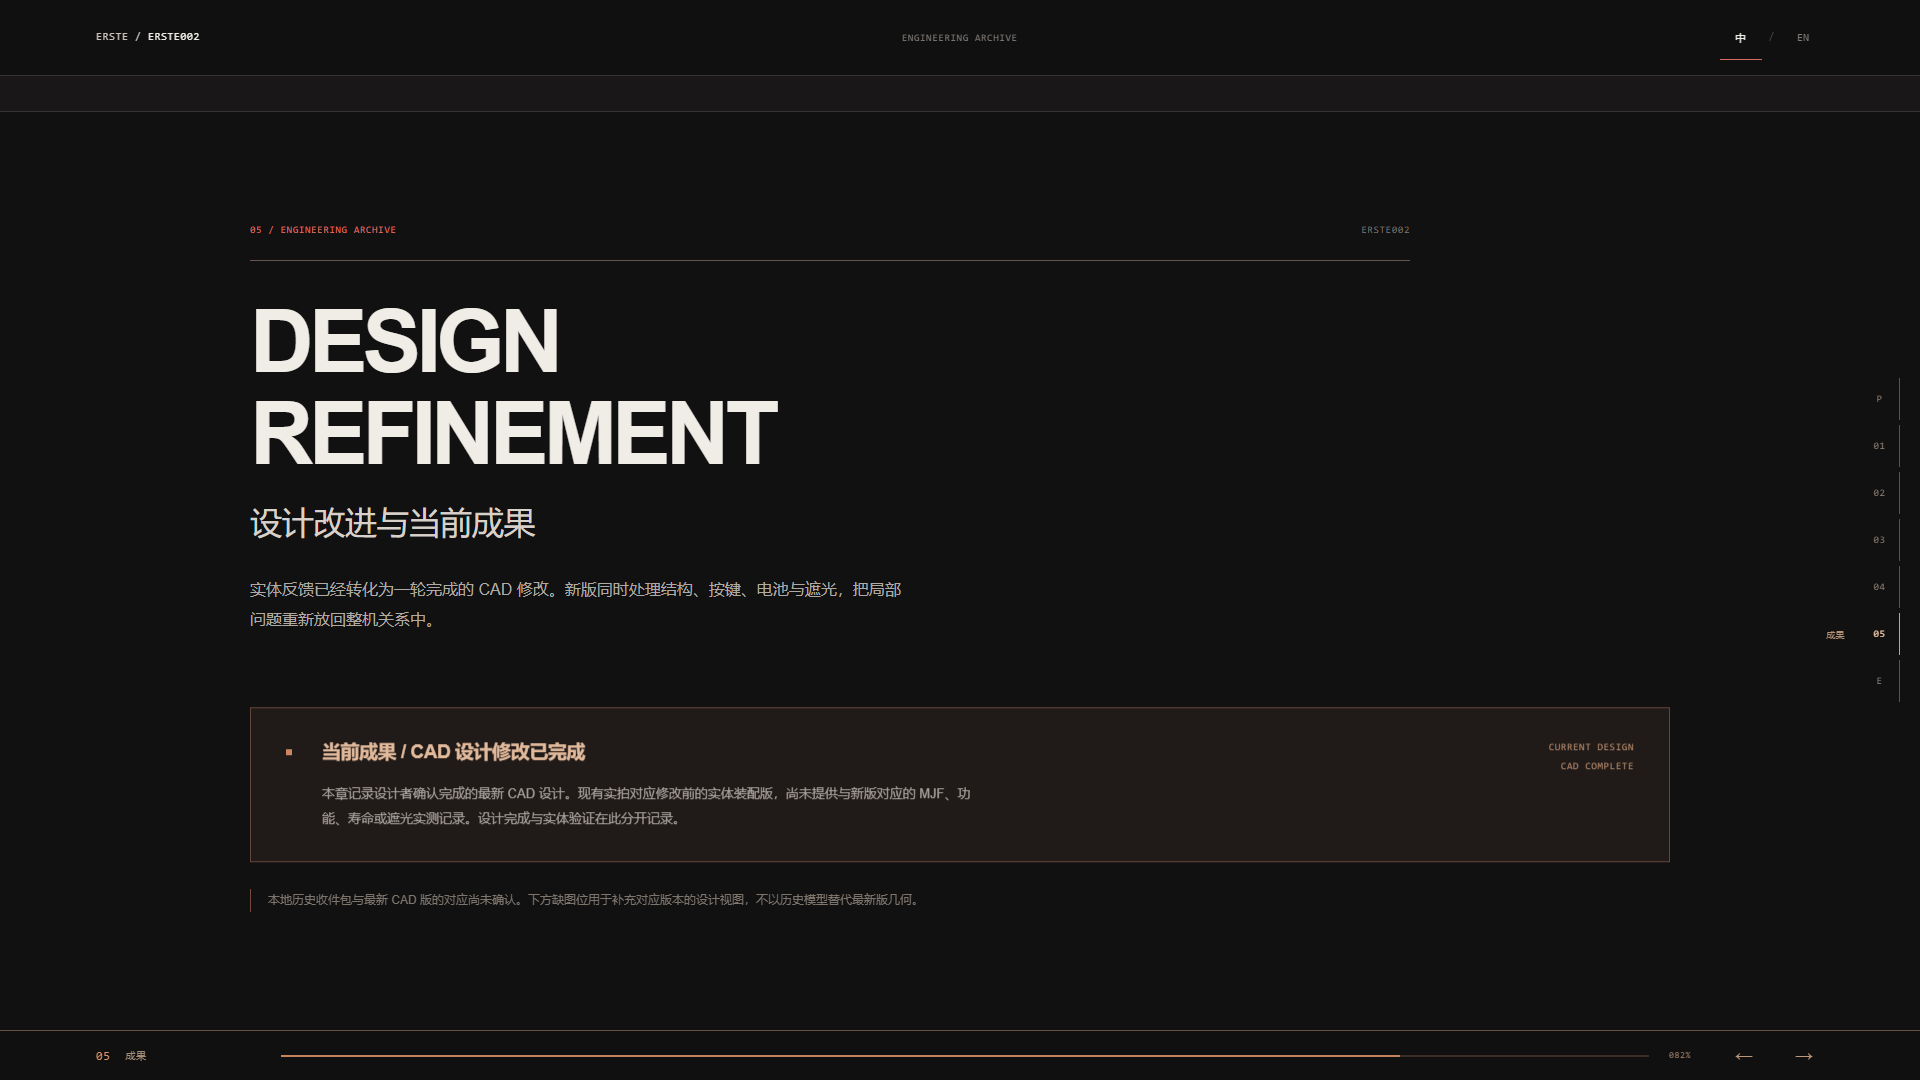 ERSTE / ERSTE002
ENGINEERING ARCHIVE
中 / EN
05 / ENGINEERING ARCHIVE
ERSTE002
DESIGN
REFINEMENT
设计改进与当前成果
实体反馈已经转化为一轮完成的 CAD 修改。新版同时处理结构、按键、电池与遮光，把局部
问题重新放回整机关系中。
P
01
02
03
04
成果 05
E
当前成果 / CAD 设计修改已完成
CURRENT DESIGN
CAD COMPLETE
本章记录设计者确认完成的最新 CAD 设计。现有实拍对应修改前的实体装配版，尚未提供与新版对应的 MJF、功
能、寿命或遮光实测记录。设计完成与实体验证在此分开记录。
本地历史收件包与最新 CAD 版的对应尚未确认。下方缺图位用于补充对应版本的设计视图，不以历史模型替代最新版几何。
05 成果
082%
← →